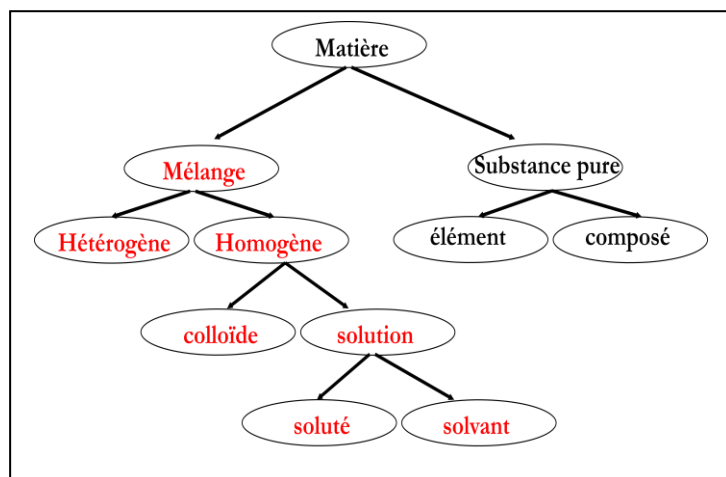 Matière
Mélange
Substance pure
Hétérogène
Homogène
élément
composé
colloïde
solution
soluté
solvant